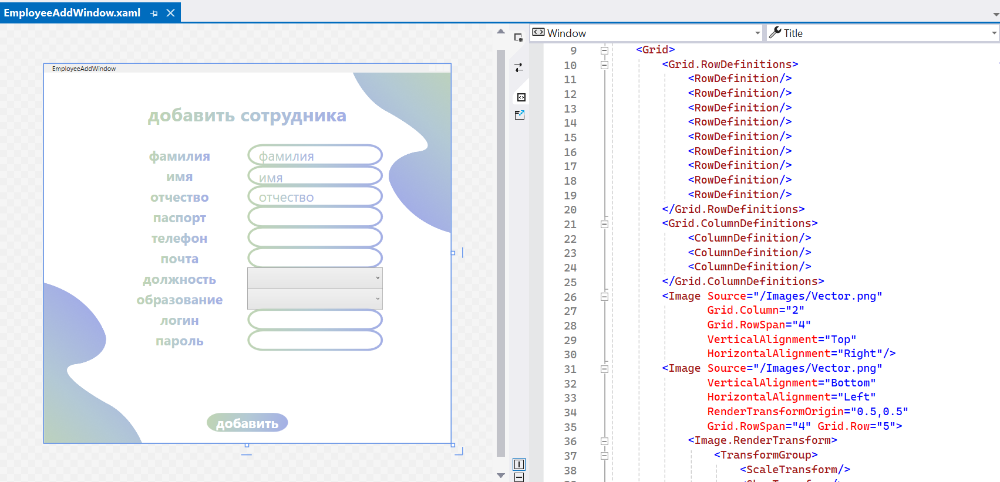 EmployeeAddWindow.xaml
Window
Title
EmployeeAddWindow
добавить сотрудника
фамилия фамилия
имя имя
отчество отчество
паспорт
телефон
почта
должность
образование
логин
пароль
добавить
9 <Grid>
10 <Grid.RowDefinitions>
11 <RowDefinition/>
12 <RowDefinition/>
13 <RowDefinition/>
14 <RowDefinition/>
15 <RowDefinition/>
16 <RowDefinition/>
17 <RowDefinition/>
18 <RowDefinition/>
19 <RowDefinition/>
20 </Grid.RowDefinitions>
21 <Grid.ColumnDefinitions>
22 <ColumnDefinition/>
23 <ColumnDefinition/>
24 <ColumnDefinition/>
25 </Grid.ColumnDefinitions>
26 <Image Source="/Images/Vector.png"
27 Grid.Column="2"
28 Grid.RowSpan="4"
29 VerticalAlignment="Top"
30 HorizontalAlignment="Right"/>
31 <Image Source="/Images/Vector.png"
32 VerticalAlignment="Bottom"
33 HorizontalAlignment="Left"
34 RenderTransformOrigin="0.5,0.5"
35 Grid.RowSpan="4" Grid.Row="5">
36 <Image.RenderTransform>
37 <TransformGroup>
38 <ScaleTransform/>